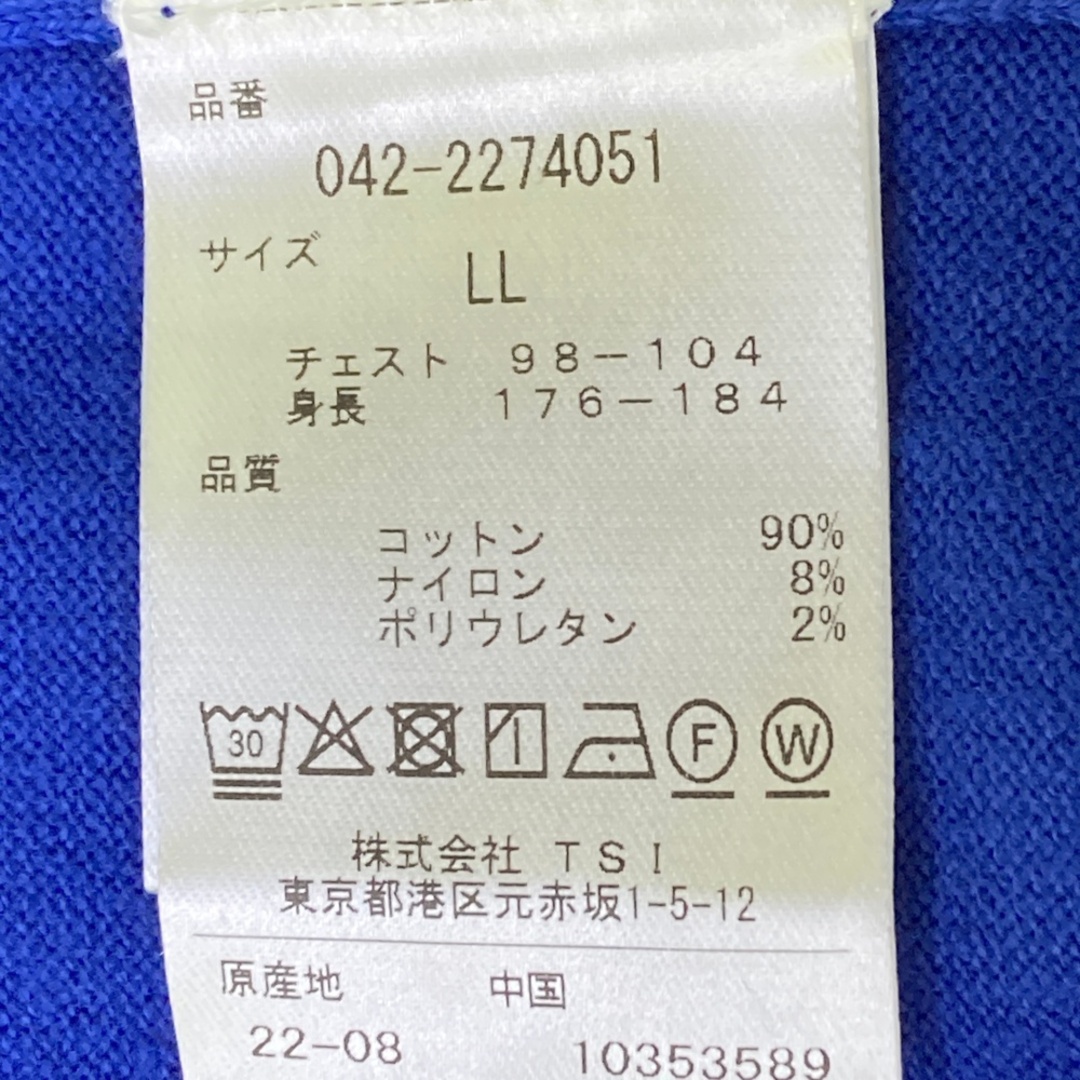 品番
042-2274051
サイズ LL
チェスト 98-104
身長 176-184
品質
コットン 90%
ナイロン 8%
ポリウレタン 2%
30 F W
株式会社 TSI
東京都港区元赤坂1-5-12
原産地 中国
22-08 10353589